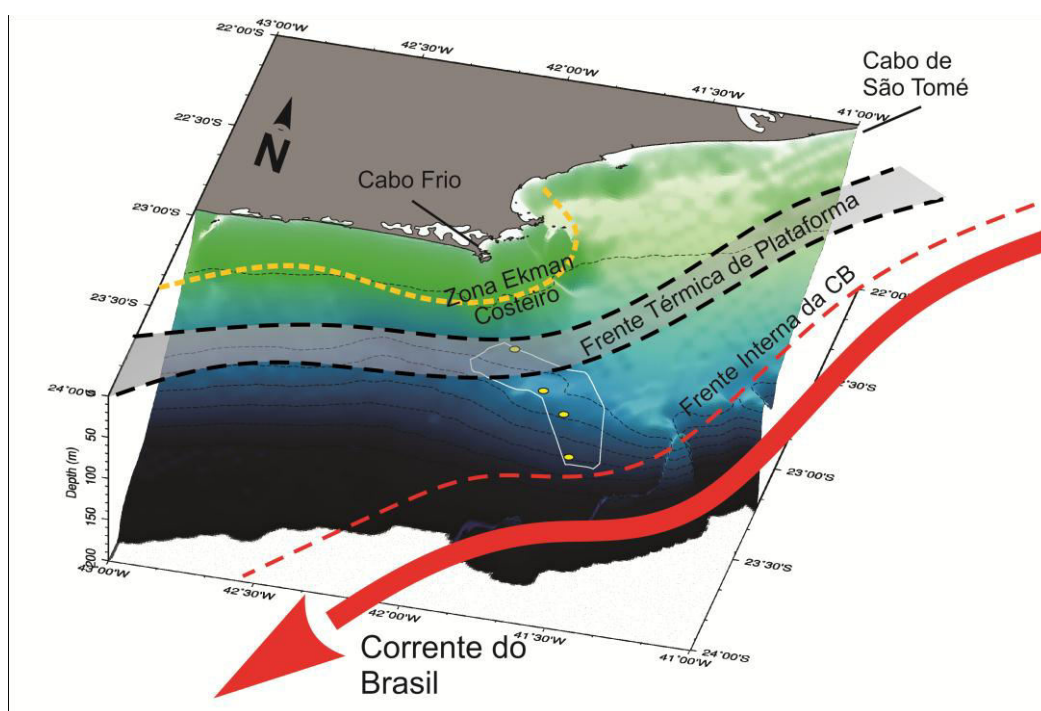 43°00'W
22°00'S
42°30'W
42°00'W
41°30'W
41°00'W
Cabo de
São Tomé
22°30'S
N
Cabo Frio
23°00'S
Zona Ekman
Costeiro
Frente Térmica de Plataforma
Frente Interna da CB
22°00'S
23°30'S
24°00'S
0
50
100
150
200
Depth (m)
23°00'S
23°30'S
24°00'S
43°00'W
42°30'W
42°00'W
41°30'W
41°00'W
Corrente do
Brasil